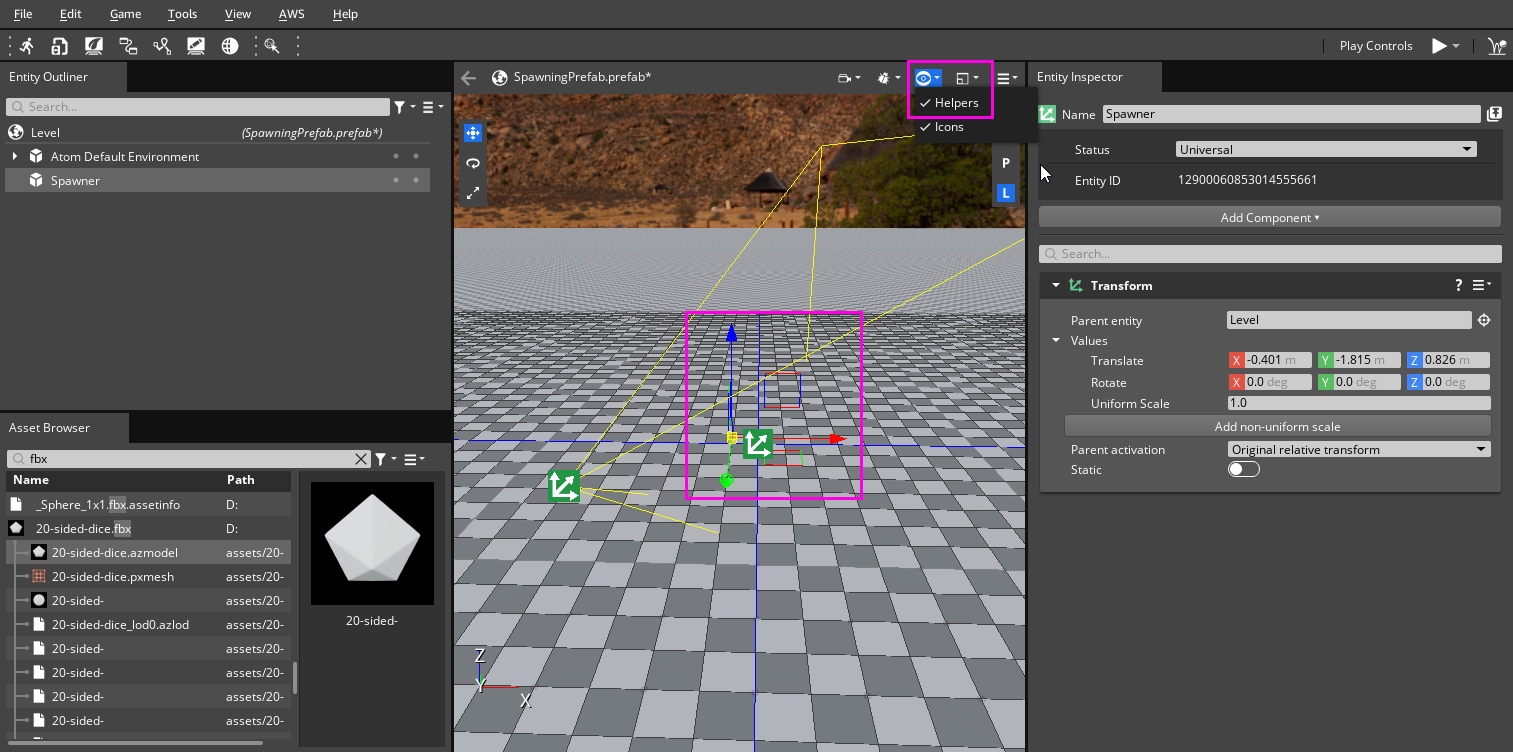 File Edit Game Tools View AWS Help
Play Controls
Entity Outliner
Search...
Level (SpawningPrefab.prefab*)
Atom Default Environment
Spawner
Asset Browser
fbx
Name Path
_Sphere_1x1.fbx.assetinfo D:
20-sided-dice.fbx D:
20-sided-dice.azmodel assets/20-
20-sided-dice.pxmesh assets/20-
20-sided- assets/20-
20-sided-dice_lod0.azlod assets/20-
20-sided- assets/20-
20-sided- assets/20-
20-sided- assets/20-
20-sided- assets/20-
20-sided-
SpawningPrefab.prefab*
Helpers
Icons
P
L
Z
Y
X
Entity Inspector
Name Spawner
Status Universal
Entity ID 12900060853014555661
Add Component
Search...
Transform ?
Parent entity Level
Values
Translate X -0.401 m Y -1.815 m Z 0.826 m
Rotate X 0.0 deg Y 0.0 deg Z 0.0 deg
Uniform Scale 1.0
Add non-uniform scale
Parent activation Original relative transform
Static